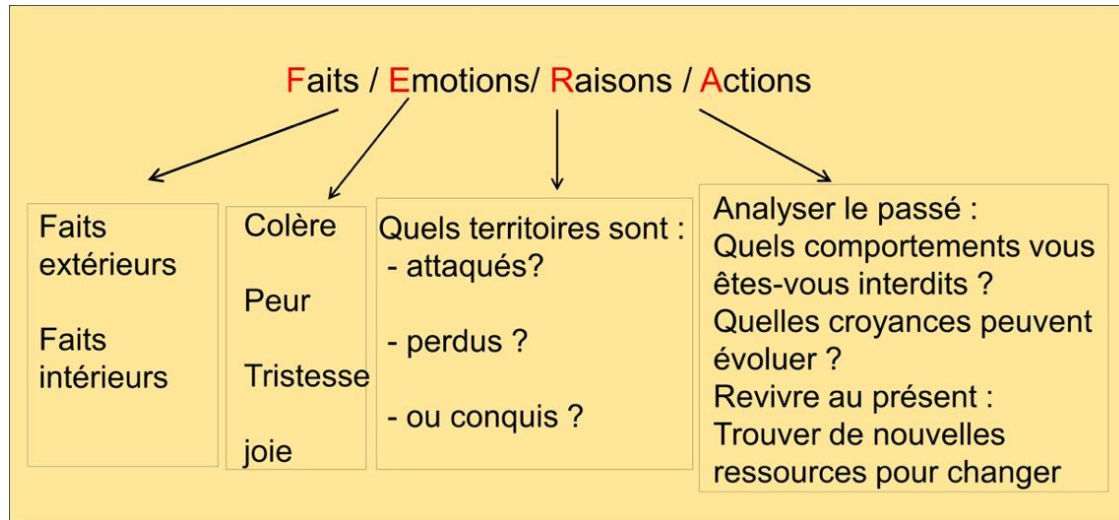 Faits / Emotions/ Raisons / Actions
Faits
extérieurs
Faits
intérieurs
Colère
Peur
Tristesse
joie
Quels territoires sont :
- attaqués?
- perdus ?
- ou conquis ?
Analyser le passé :
Quels comportements vous
êtes-vous interdits ?
Quelles croyances peuvent
évoluer ?
Revivre au présent :
Trouver de nouvelles
ressources pour changer